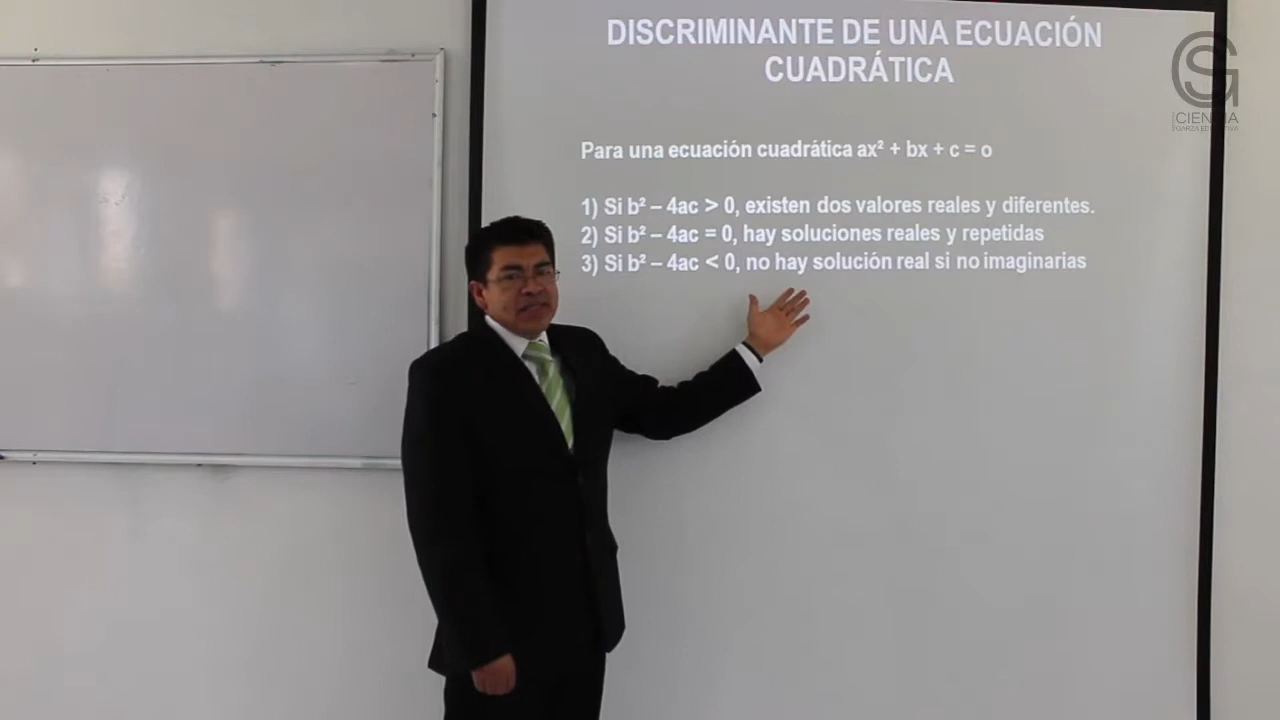 DISCRIMINANTE DE UNA ECUACIÓN
CUADRÁTICA
Para una ecuación cuadrática ax² + bx + c = o
1) Si b² – 4ac > 0, existen dos valores reales y diferentes.
2) Si b² – 4ac = 0, hay soluciones reales y repetidas
3) Si b² – 4ac < 0, no hay solución real si no imaginarias
CIENCIA
GARZA EDUCATIVA